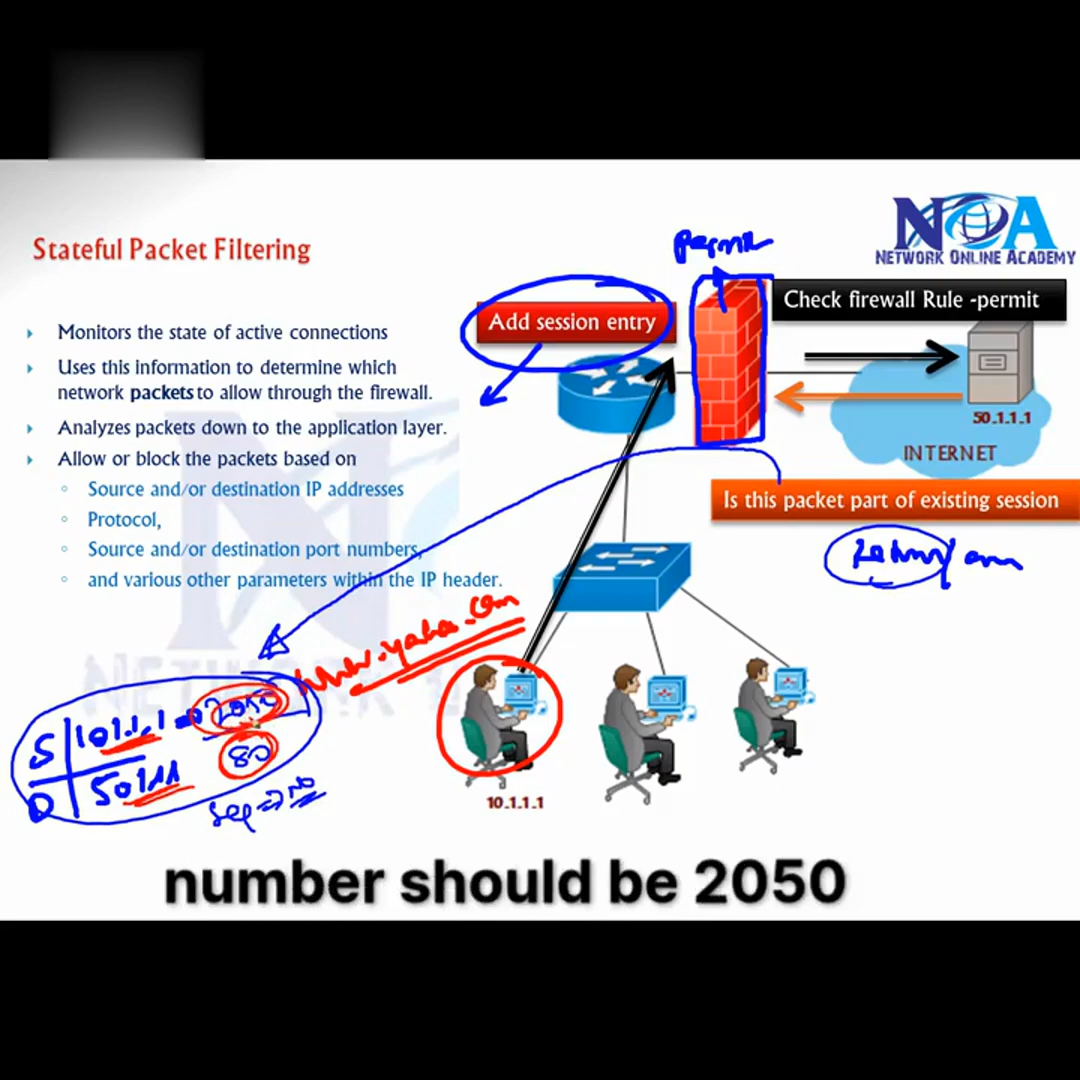 NOA
NETWORK ONLINE ACADEMY
Stateful Packet Filtering
permit
Add session entry
Check firewall Rule -permit
Monitors the state of active connections
Uses this information to determine which
network packets to allow through the firewall.
Analyzes packets down to the application layer.
Allow or block the packets based on
Source and/or destination IP addresses
Protocol,
Source and/or destination port numbers,
and various other parameters within the IP header.
50.1.1.1
INTERNET
Is this packet part of existing session
www.yahoo.com
S 10.1.1.1 2050
D 50.1.1.1 80
Seq => no
10.1.1.1
number should be 2050